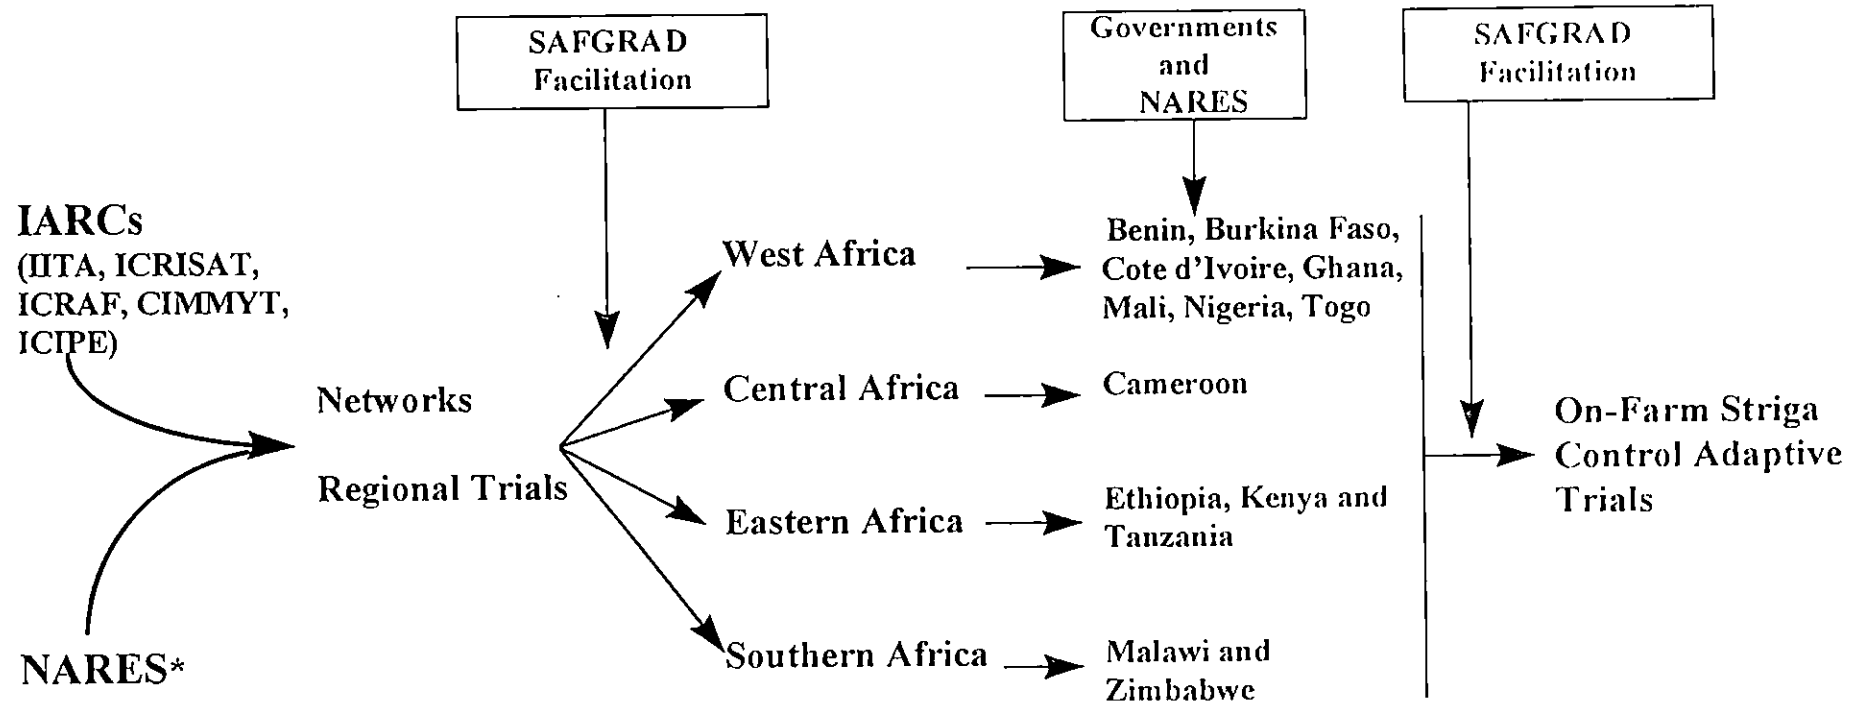 SAFGRAD
Facilitation
Governments
and
NARES
SAFGRAD
Facilitation
IARCs
(IITA, ICRISAT,
ICRAF, CIMMYT,
ICIPE)
Networks
Regional Trials
NARES*
West Africa
Central Africa
Eastern Africa
Southern Africa
Benin, Burkina Faso,
Cote d'Ivoire, Ghana,
Mali, Nigeria, Togo
Cameroon
Ethiopia, Kenya and
Tanzania
Malawi and
Zimbabwe
On-Farm Striga
Control Adaptive
Trials